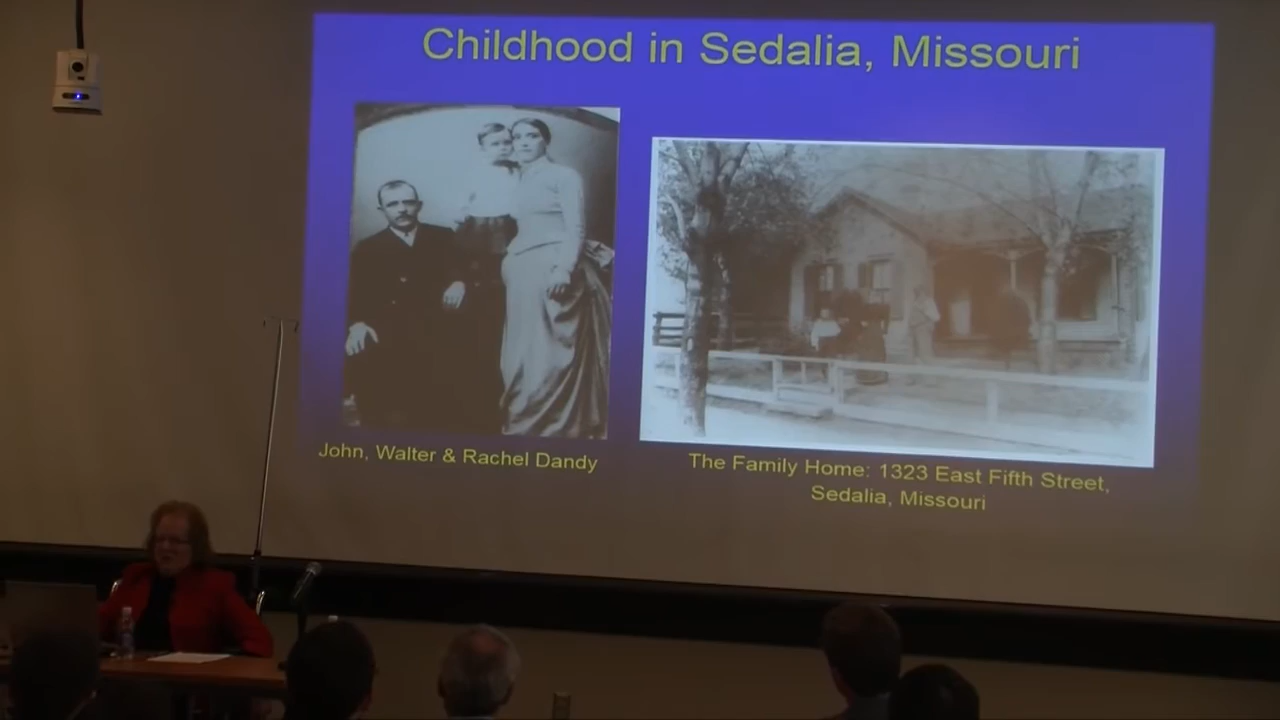 Childhood in Sedalia, Missouri
John, Walter & Rachel Dandy
The Family Home: 1323 East Fifth Street,
Sedalia, Missouri